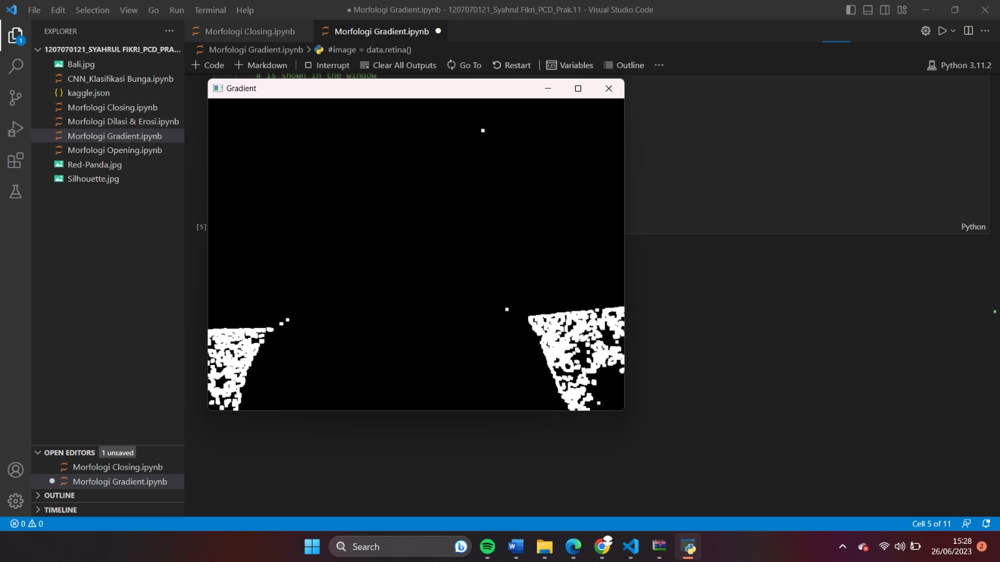 File Edit Selection View Go Run Terminal Help
● Morfologi Gradient.ipynb - 1207070121_Syahrul Fikri_PCD_Prak.11 - Visual Studio Code
EXPLORER
Morfologi Closing.ipynb
Morfologi Gradient.ipynb
1207070121_SYAHRUL FIKRI_PCD_PRA...
Morfologi Gradient.ipynb > #image = data.retina()
Bali.jpg
CNN_Klasifikasi Bunga.ipynb
kaggle.json
Morfologi Closing.ipynb
Morfologi Dilasi & Erosi.ipynb
Morfologi Gradient.ipynb
Morfologi Opening.ipynb
Red-Panda.jpg
Silhouette.jpg
+ Code + Markdown Interrupt Clear All Outputs Go To Restart Variables Outline ...
Python 3.11.2
# is shown in the window
Gradient
[5]
Python
OPEN EDITORS 1 unsaved
Morfologi Closing.ipynb
Morfologi Gradient.ipynb
OUTLINE
TIMELINE
0 0
Cell 5 of 11
1
Search
15:28
26/06/2023
2